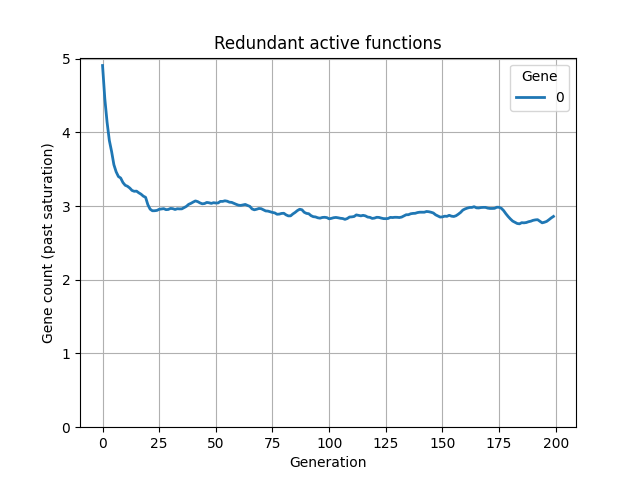 Redundant active functions
Gene count (past saturation)
5
4
3
2
1
0
Gene
0
0 25 50 75 100 125 150 175 200
Generation